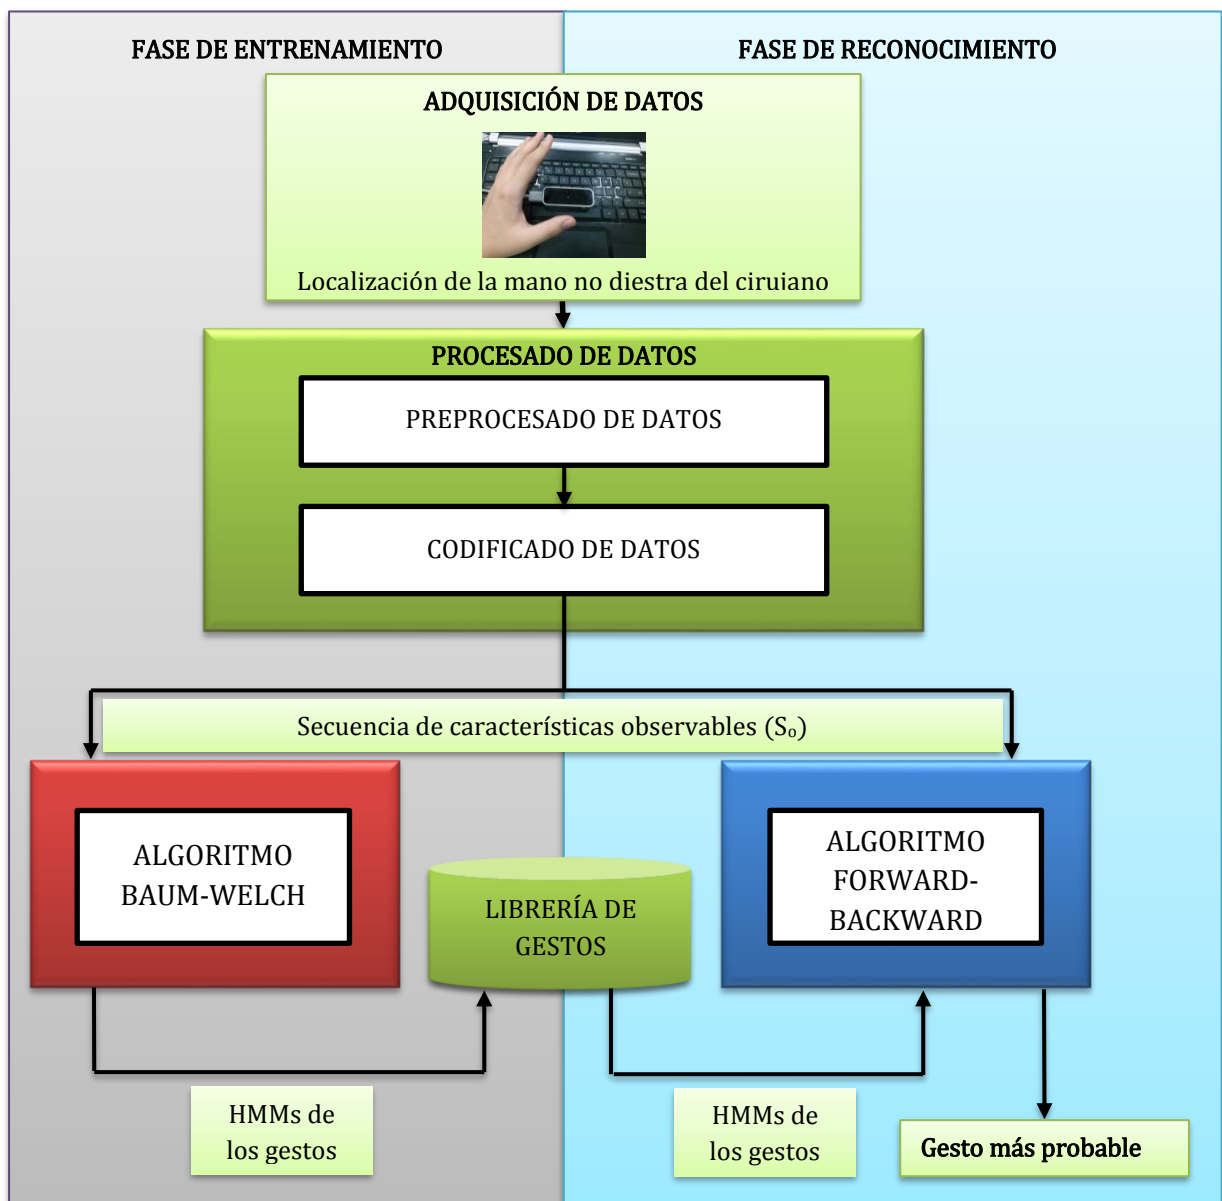 FASE DE ENTRENAMIENTO
FASE DE RECONOCIMIENTO
ADQUISICIÓN DE DATOS
Localización de la mano no diestra del cirujano
PROCESADO DE DATOS
PREPROCESADO DE DATOS
CODIFICADO DE DATOS
Secuencia de características observables (Sₒ)
ALGORITMO
BAUM-WELCH
LIBRERÍA DE
GESTOS
ALGORITMO
FORWARD-
BACKWARD
HMMs de
los gestos
HMMs de
los gestos
Gesto más probable